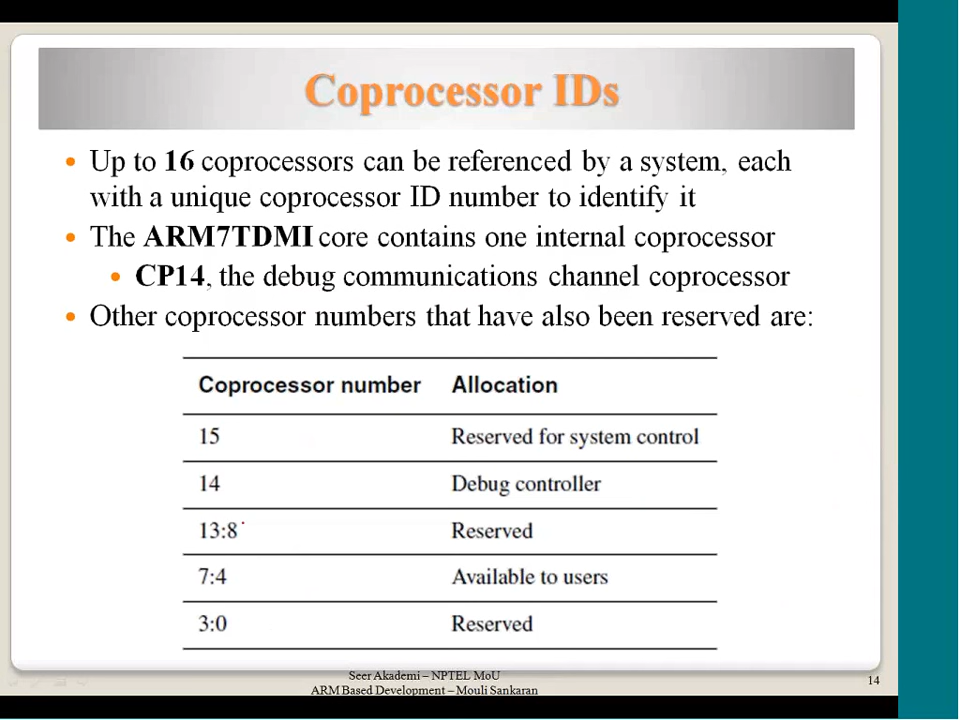 Coprocessor IDs
Up to 16 coprocessors can be referenced by a system, each
with a unique coprocessor ID number to identify it
The ARM7TDMI core contains one internal coprocessor
CP14, the debug communications channel coprocessor
Other coprocessor numbers that have also been reserved are:
Coprocessor number Allocation
15 Reserved for system control
14 Debug controller
13:8 Reserved
7:4 Available to users
3:0 Reserved
Seer Akademi – NPTEL MoU
ARM Based Development – Mouli Sankaran
14